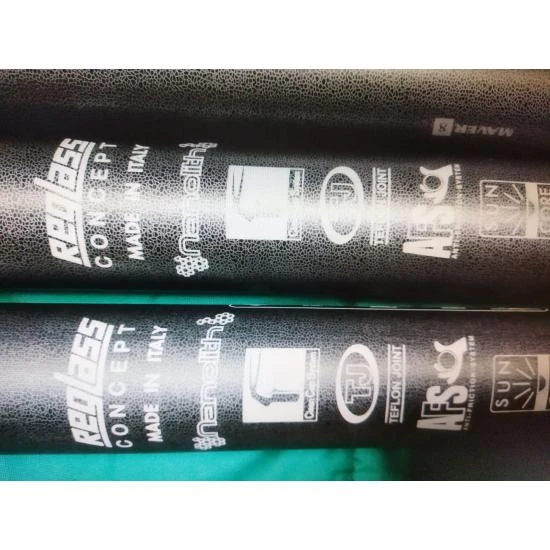 MAVER 8
REGLASS
CONCEPT
MADE IN ITALY
nanolith
TJ
TEFLON JOINT
AFS
ANTI-FRICTION SYSTEM
SUN
CORE
REGLASS
CONCEPT
MADE IN ITALY
nanolith
TJ
TEFLON JOINT
AFS
ANTI-FRICTION SYSTEM
SUN